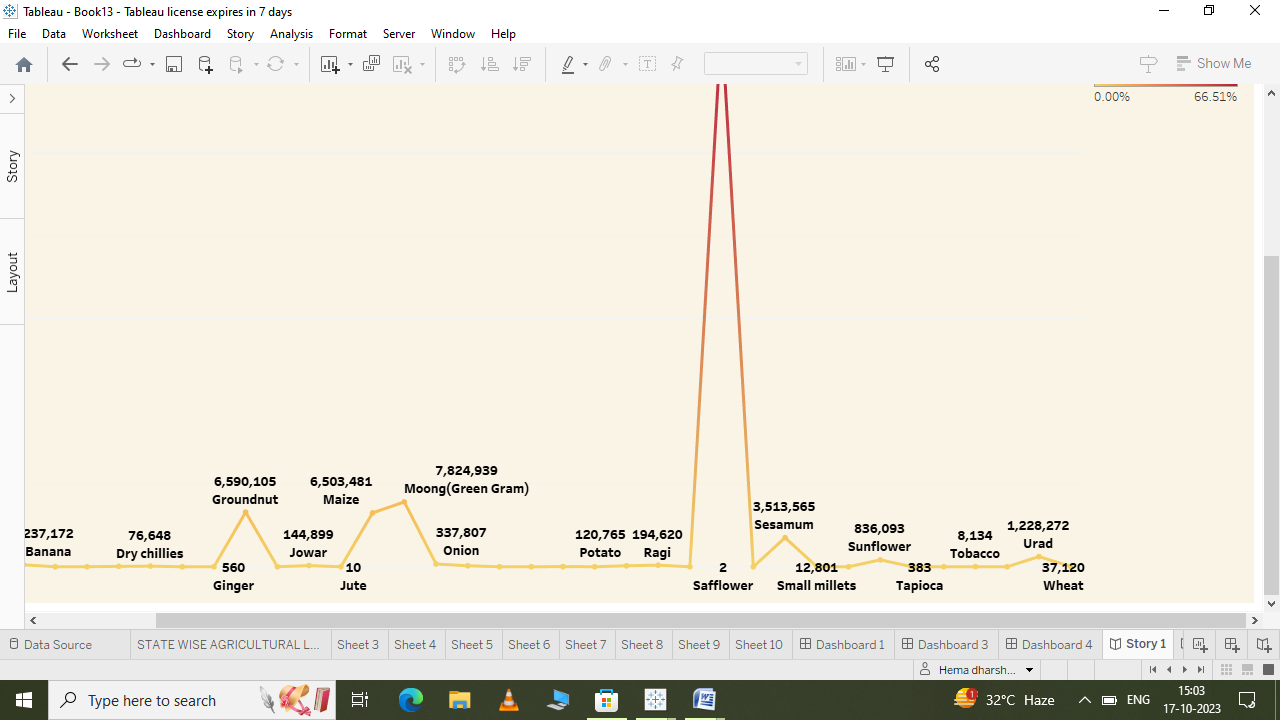 Tableau - Book13 - Tableau license expires in 7 days
File Data Worksheet Dashboard Story Analysis Format Server Window Help
Show Me
Story
Layout
0.00% 66.51%
7,824,939
Moong(Green Gram)
6,590,105
Groundnut
6,503,481
Maize
3,513,565
Sesamum
237,172
Banana
76,648
Dry chillies
144,899
Jowar
337,807
Onion
120,765
Potato
194,620
Ragi
836,093
Sunflower
8,134
Tobacco
1,228,272
Urad
560
Ginger
10
Jute
2
Safflower
12,801
Small millets
383
Tapioca
37,120
Wheat
Data Source STATE WISE AGRICULTURAL L... Sheet 3 Sheet 4 Sheet 5 Sheet 6 Sheet 7 Sheet 8 Sheet 9 Sheet 10 Dashboard 1 Dashboard 3 Dashboard 4 Story 1
Hema dharsh...
Type here to search
1
32°C Haze
ENG
15:03
17-10-2023